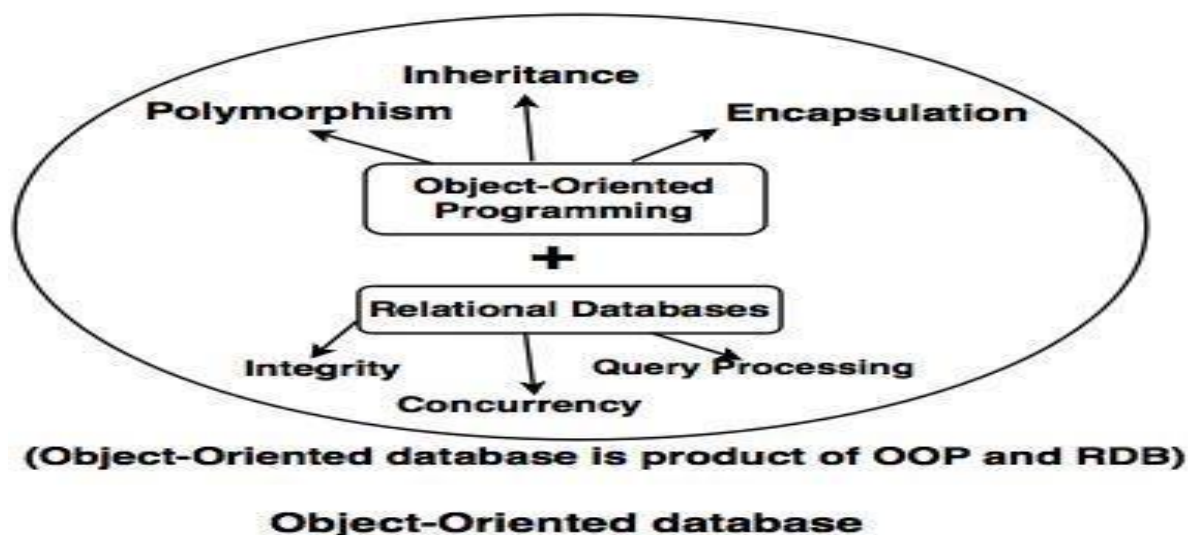 Inheritance
Polymorphism
Encapsulation
Object-Oriented
Programming
+
Relational Databases
Integrity
Query Processing
Concurrency
(Object-Oriented database is product of OOP and RDB)
Object-Oriented database